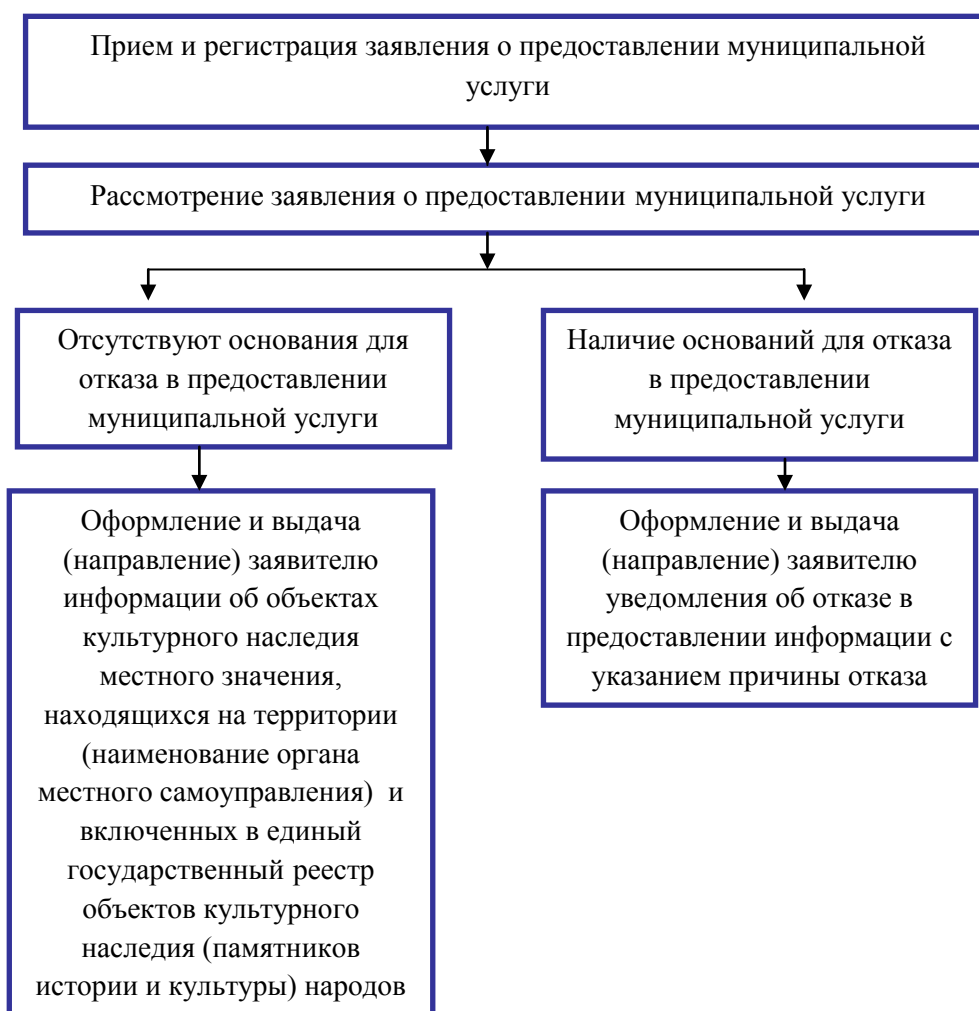 Прием и регистрация заявления о предоставлении муниципальной
услуги
Рассмотрение заявления о предоставлении муниципальной услуги
Отсутствуют основания для
отказа в предоставлении
муниципальной услуги
Наличие оснований для отказа
в предоставлении
муниципальной услуги
Оформление и выдача
(направление) заявителю
информации об объектах
культурного наследия
местного значения,
находящихся на территории
(наименование органа
местного самоуправления) и
включенных в единый
государственный реестр
объектов культурного
наследия (памятников
истории и культуры) народов
Оформление и выдача
(направление) заявителю
уведомления об отказе в
предоставлении информации с
указанием причины отказа